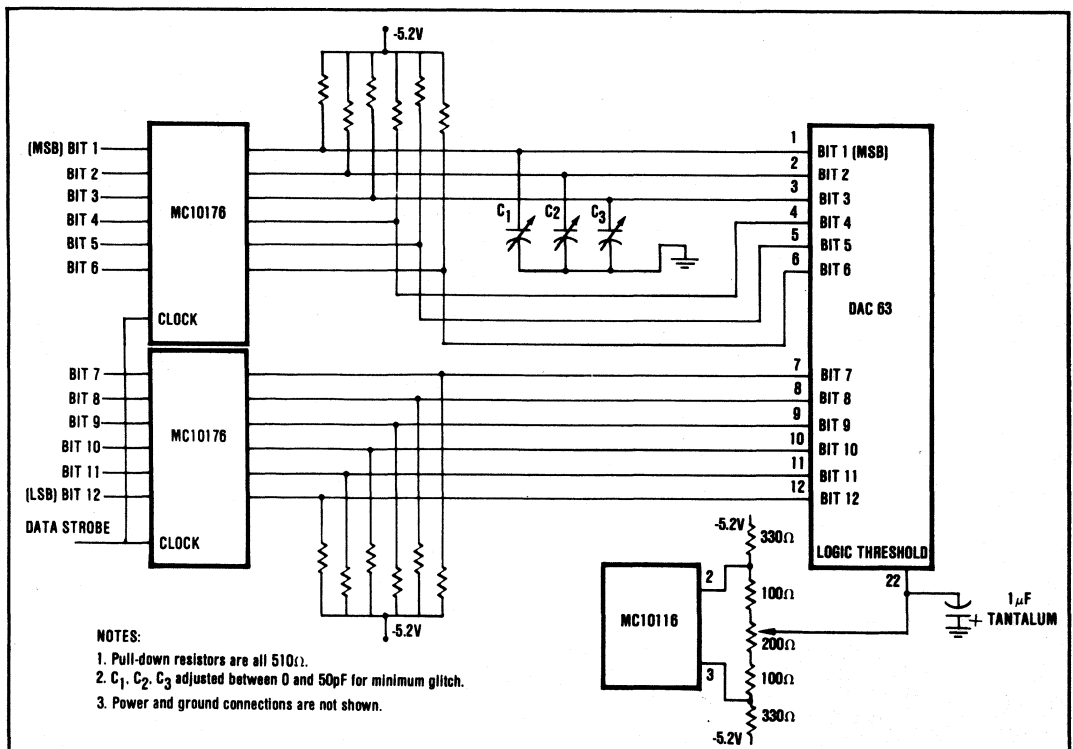 -5.2V
(MSB) BIT 1
BIT 2
BIT 3
BIT 4
BIT 5
BIT 6
MC10176
CLOCK
C1
C2
C3
1
2
3
4
5
6
BIT 1 (MSB)
BIT 2
BIT 3
BIT 4
BIT 5
BIT 6
DAC 63
BIT 7
BIT 8
BIT 9
BIT 10
BIT 11
(LSB) BIT 12
DATA STROBE
MC10176
CLOCK
7
8
9
10
11
12
BIT 7
BIT 8
BIT 9
BIT 10
BIT 11
BIT 12
LOGIC THRESHOLD
22
-5.2V
-5.2V
330Ω
100Ω
200Ω
100Ω
330Ω
-5.2V
2
MC10116
3
1μF
+ TANTALUM
NOTES:
1. Pull-down resistors are all 510Ω.
2. C1, C2, C3 adjusted between 0 and 50pF for minimum glitch.
3. Power and ground connections are not shown.